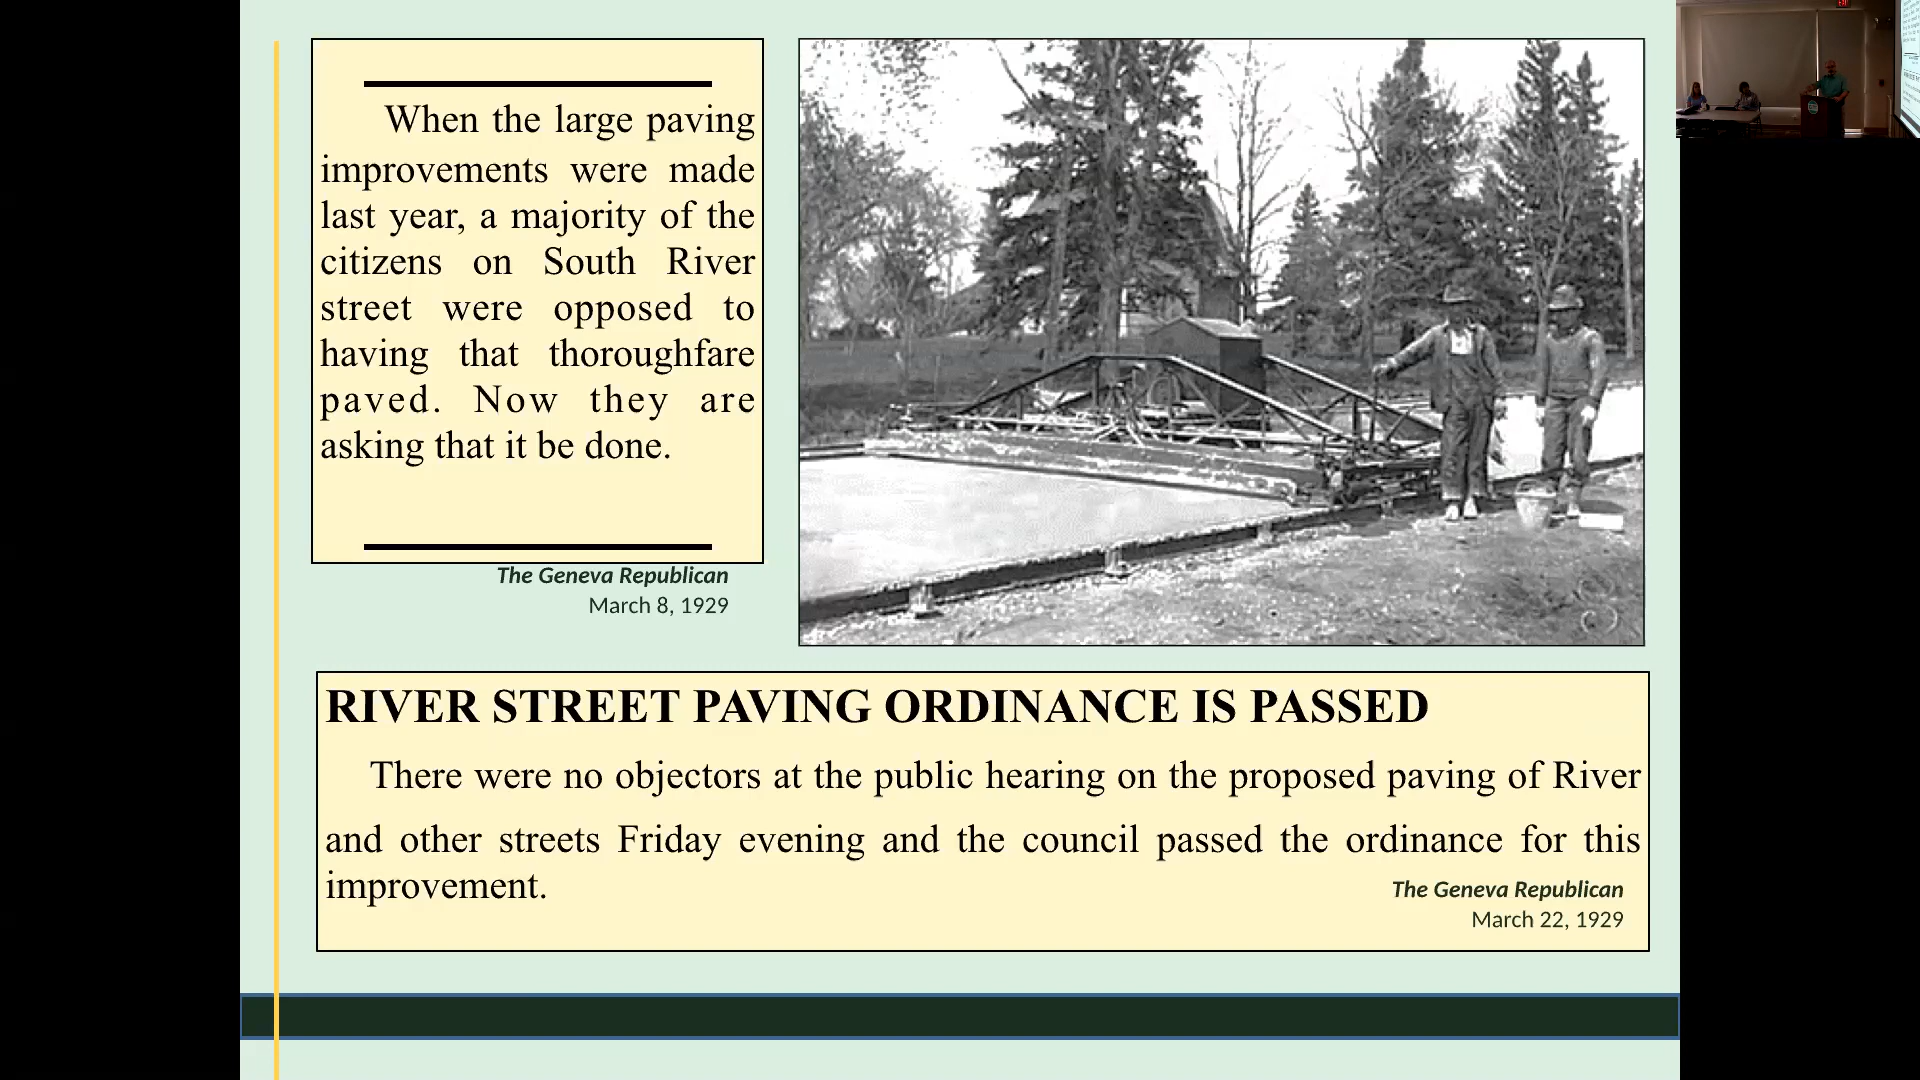 When the large paving
improvements were made
last year, a majority of the
citizens on South River
street were opposed to
having that thoroughfare
paved. Now they are
asking that it be done.
The Geneva Republican
March 8, 1929
RIVER STREET PAVING ORDINANCE IS PASSED
There were no objectors at the public hearing on the proposed paving of River
and other streets Friday evening and the council passed the ordinance for this
improvement.
The Geneva Republican
March 22, 1929